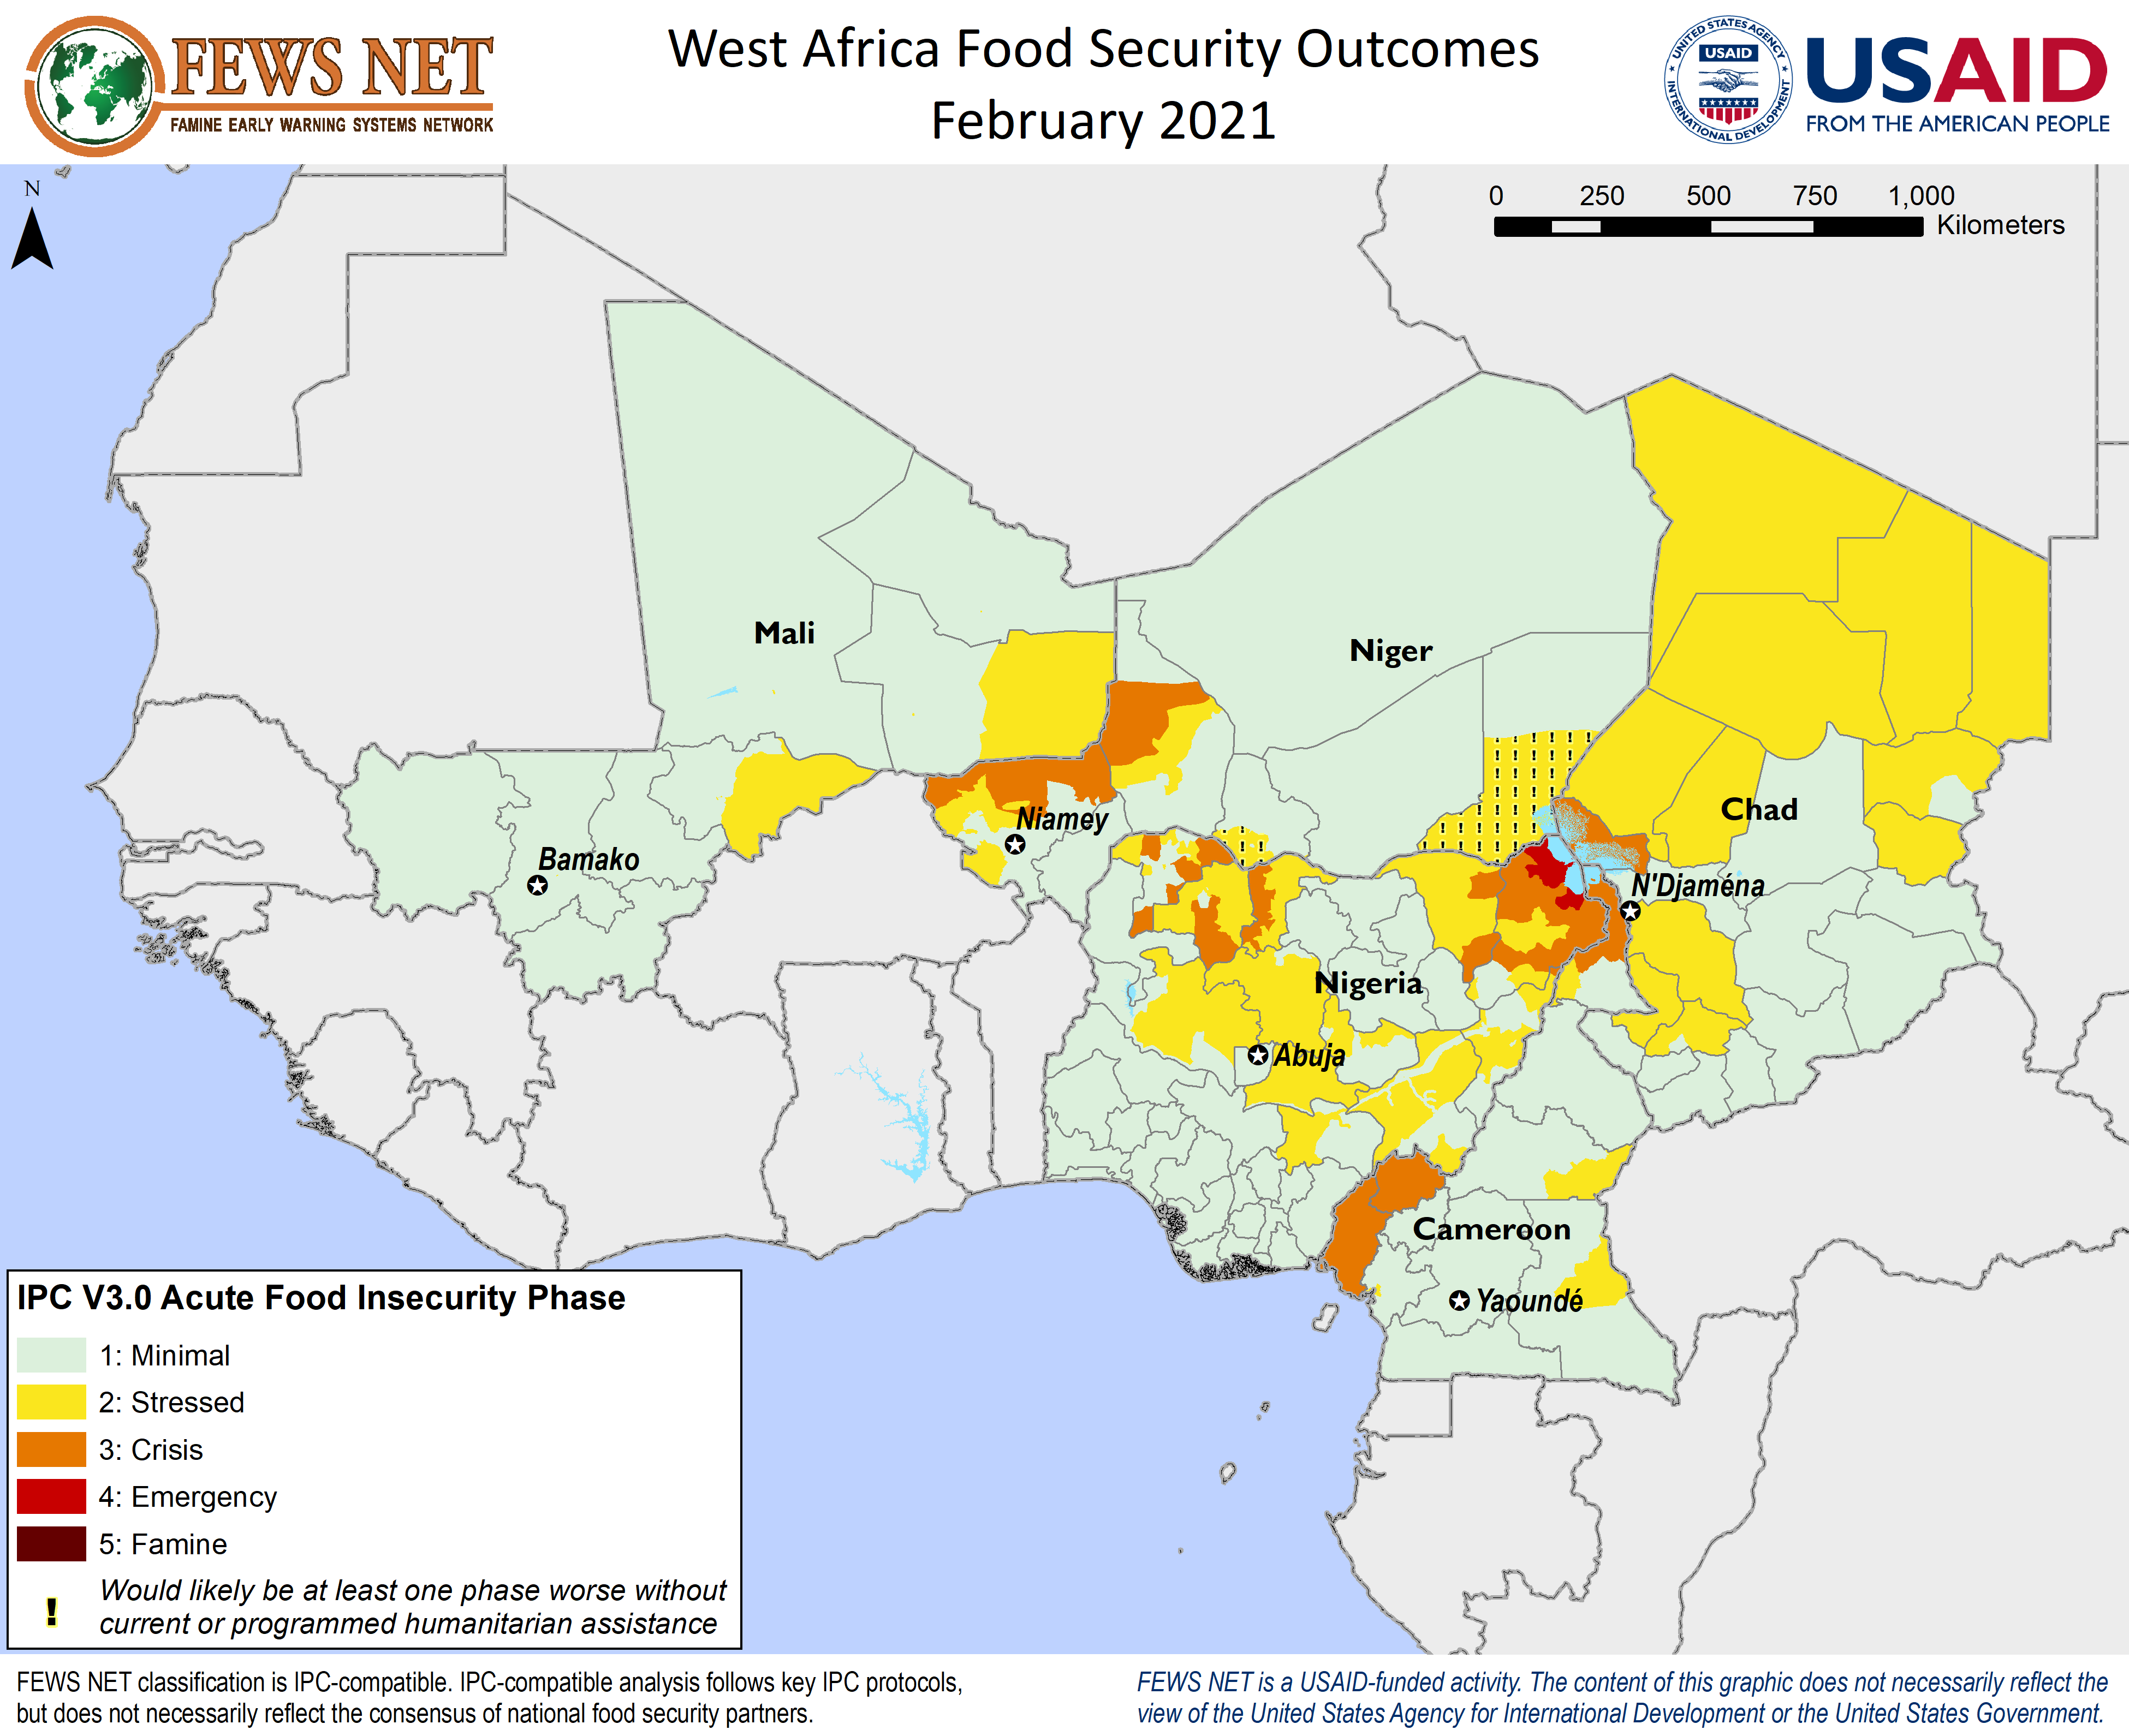 FEWS NET
FAMINE EARLY WARNING SYSTEMS NETWORK
West Africa Food Security Outcomes
February 2021
UNITED STATES AGENCY
USAID
INTERNATIONAL DEVELOPMENT
USAID
FROM THE AMERICAN PEOPLE
N
0 250 500 750 1,000
Kilometers
Mali
Niger
Chad
Niamey
Bamako
N'Djaména
Nigeria
Abuja
Cameroon
Yaoundé
IPC V3.0 Acute Food Insecurity Phase
1: Minimal
2: Stressed
3: Crisis
4: Emergency
5: Famine
! Would likely be at least one phase worse without
current or programmed humanitarian assistance
FEWS NET classification is IPC-compatible. IPC-compatible analysis follows key IPC protocols,
but does not necessarily reflect the consensus of national food security partners.
FEWS NET is a USAID-funded activity. The content of this graphic does not necessarily reflect the
view of the United States Agency for International Development or the United States Government.